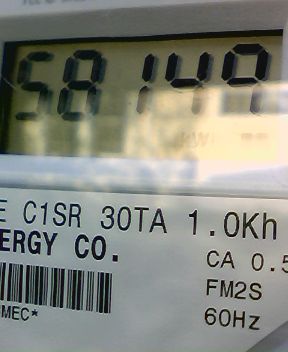 58149
E C1SR 30TA 1.0Kh
ERGY CO.
CA 0.5
FM2S
MEC*
60Hz